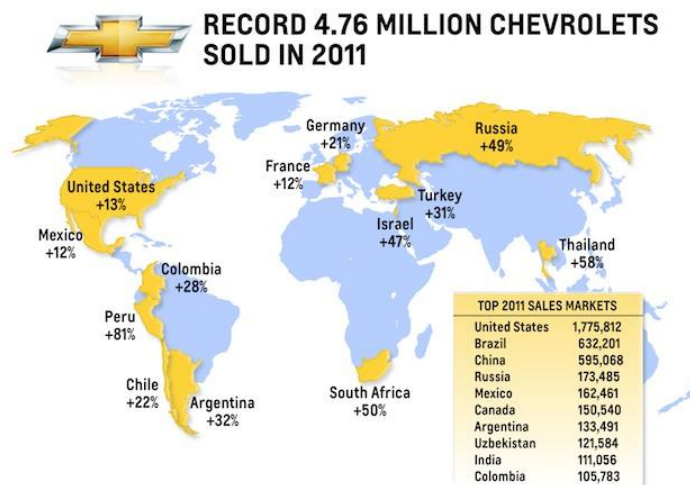 RECORD 4.76 MILLION CHEVROLETS
SOLD IN 2011
Germany
+21%
Russia
+49%
France
+12%
United States
+13%
Turkey
+31%
Israel
+47%
Mexico
+12%
Thailand
+58%
Colombia
+28%
Peru
+81%
Chile
+22%
Argentina
+32%
South Africa
+50%
TOP 2011 SALES MARKETS
United States 1,775,812
Brazil 632,201
China 595,068
Russia 173,485
Mexico 162,461
Canada 150,540
Argentina 133,491
Uzbekistan 121,584
India 111,056
Colombia 105,783